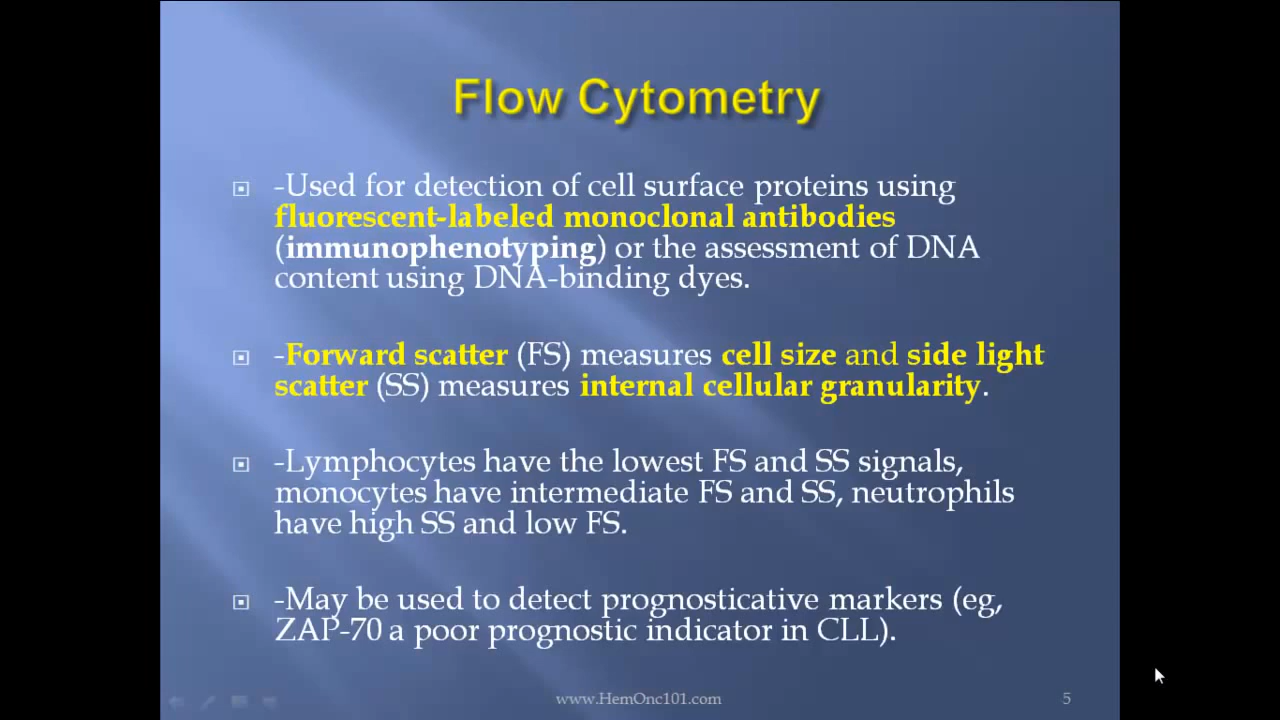 Flow Cytometry
-Used for detection of cell surface proteins using
fluorescent-labeled monoclonal antibodies
(immunophenotyping) or the assessment of DNA
content using DNA-binding dyes.
-Forward scatter (FS) measures cell size and side light
scatter (SS) measures internal cellular granularity.
-Lymphocytes have the lowest FS and SS signals,
monocytes have intermediate FS and SS, neutrophils
have high SS and low FS.
-May be used to detect prognosticative markers (eg,
ZAP-70 a poor prognostic indicator in CLL).
www.HemOnc101.com
5